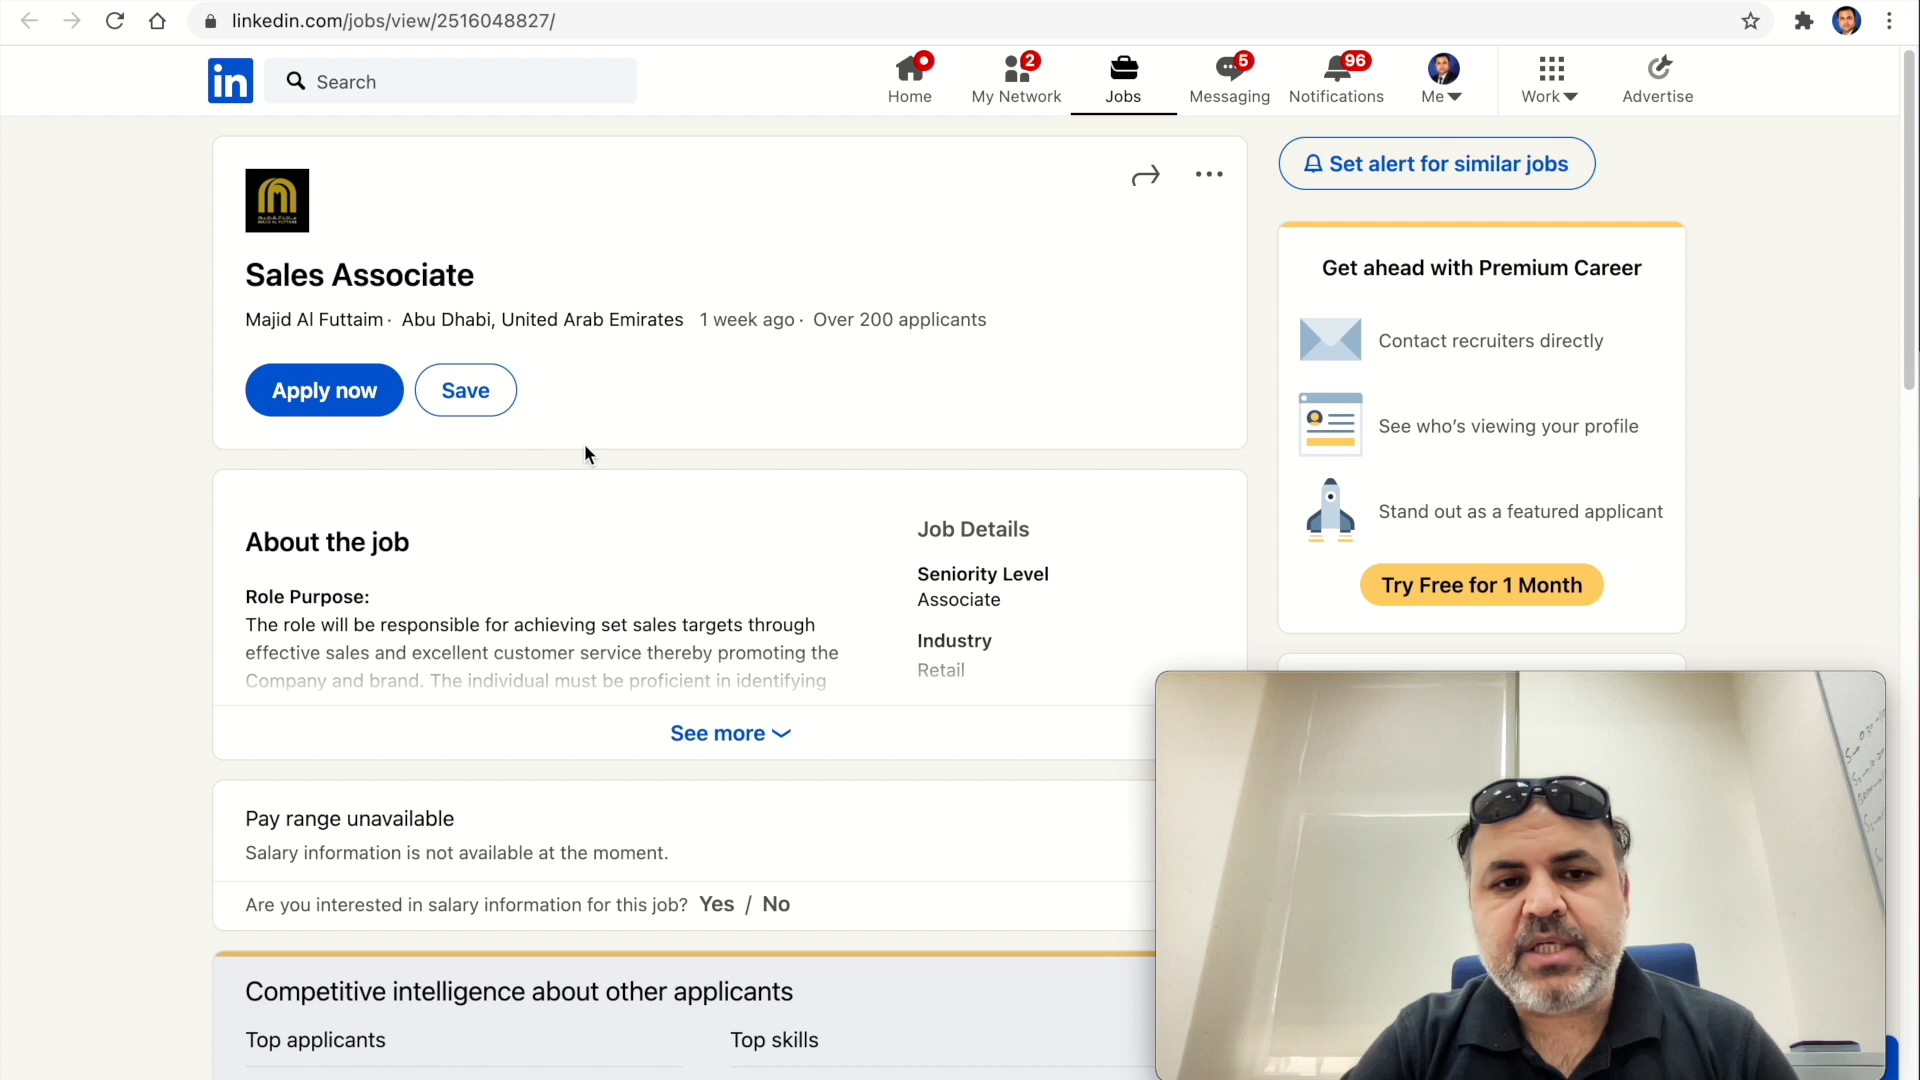 linkedin.com/jobs/view/2516048827/
in
Search
Home
2
My Network
Jobs
5
Messaging
96
Notifications
Me
Work
Advertise
Sales Associate
Majid Al Futtaim · Abu Dhabi, United Arab Emirates 1 week ago · Over 200 applicants
Apply now
Save
About the job
Role Purpose:
The role will be responsible for achieving set sales targets through
effective sales and excellent customer service thereby promoting the
Company and brand. The individual must be proficient in identifying
Job Details
Seniority Level
Associate
Industry
Retail
See more
Pay range unavailable
Salary information is not available at the moment.
Are you interested in salary information for this job? Yes / No
Competitive intelligence about other applicants
Top applicants
Top skills
Set alert for similar jobs
Get ahead with Premium Career
Contact recruiters directly
See who's viewing your profile
Stand out as a featured applicant
Try Free for 1 Month